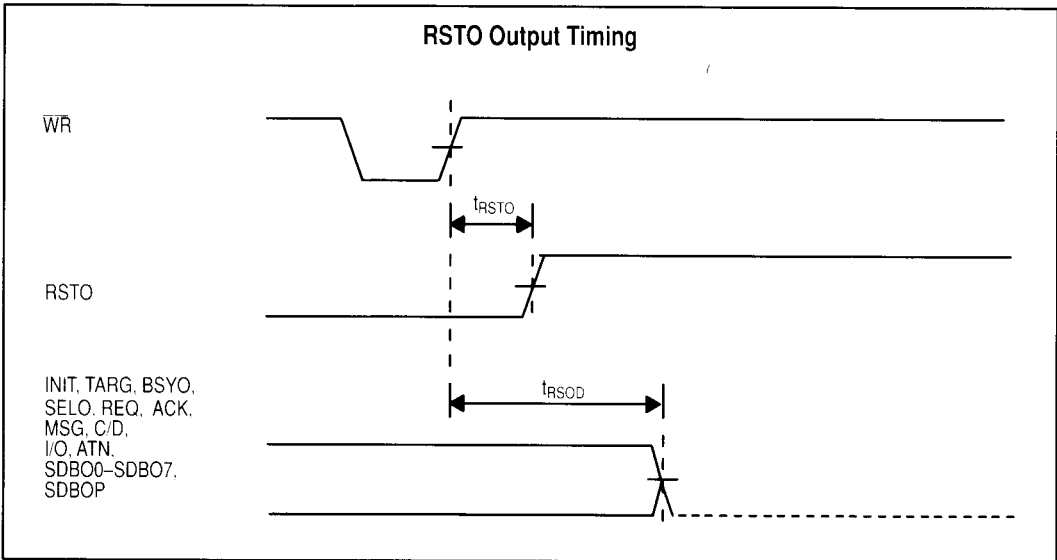 RSTO Output Timing
WR
tRSTO
RSTO
INIT, TARG, BSYO,
SELO. REQ, ACK,
MSG, C/D,
I/O, ATN,
SDBO0–SDBO7,
SDBOP
tRSOD